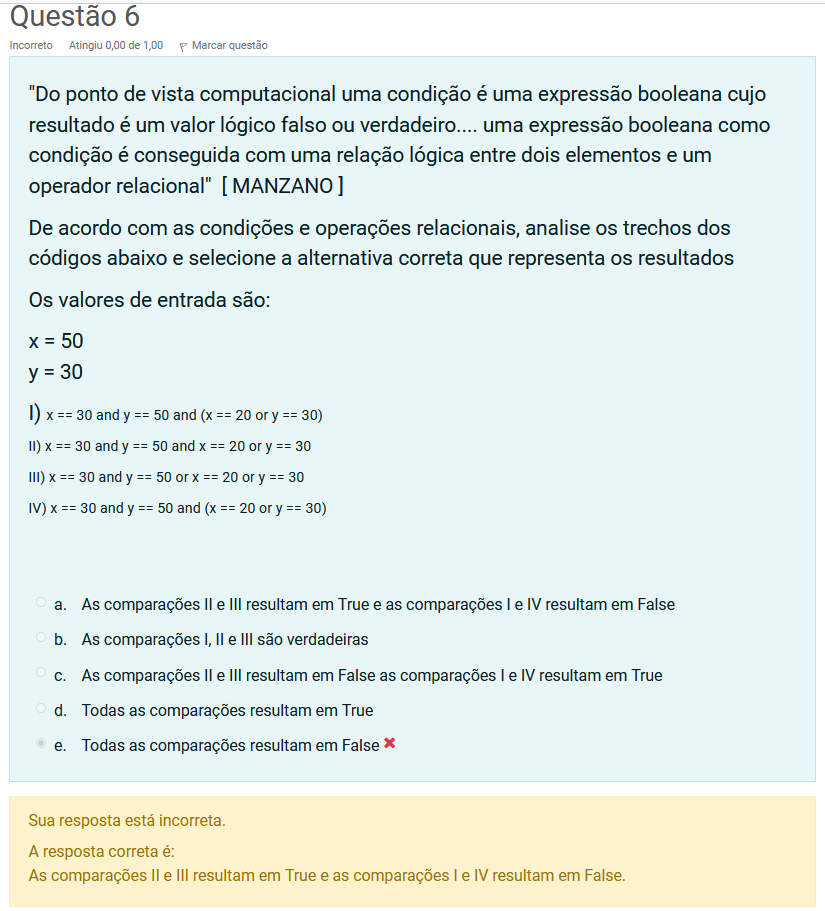 Questão 6
Incorreto Atingiu 0,00 de 1,00 Marcar questão
"Do ponto de vista computacional uma condição é uma expressão booleana cujo
resultado é um valor lógico falso ou verdadeiro.... uma expressão booleana como
condição é conseguida com uma relação lógica entre dois elementos e um
operador relacional" [ MANZANO ]
De acordo com as condições e operações relacionais, analise os trechos dos
códigos abaixo e selecione a alternativa correta que representa os resultados
Os valores de entrada são:
x = 50
y = 30
I) x == 30 and y == 50 and (x == 20 or y == 30)
II) x == 30 and y == 50 and x == 20 or y == 30
III) x == 30 and y == 50 or x == 20 or y == 30
IV) x == 30 and y == 50 and (x == 20 or y == 30)
a. As comparações II e III resultam em True e as comparações I e IV resultam em False
b. As comparações I, II e III são verdadeiras
c. As comparações II e III resultam em False as comparações I e IV resultam em True
d. Todas as comparações resultam em True
e. Todas as comparações resultam em False
Sua resposta está incorreta.
A resposta correta é:
As comparações II e III resultam em True e as comparações I e IV resultam em False.